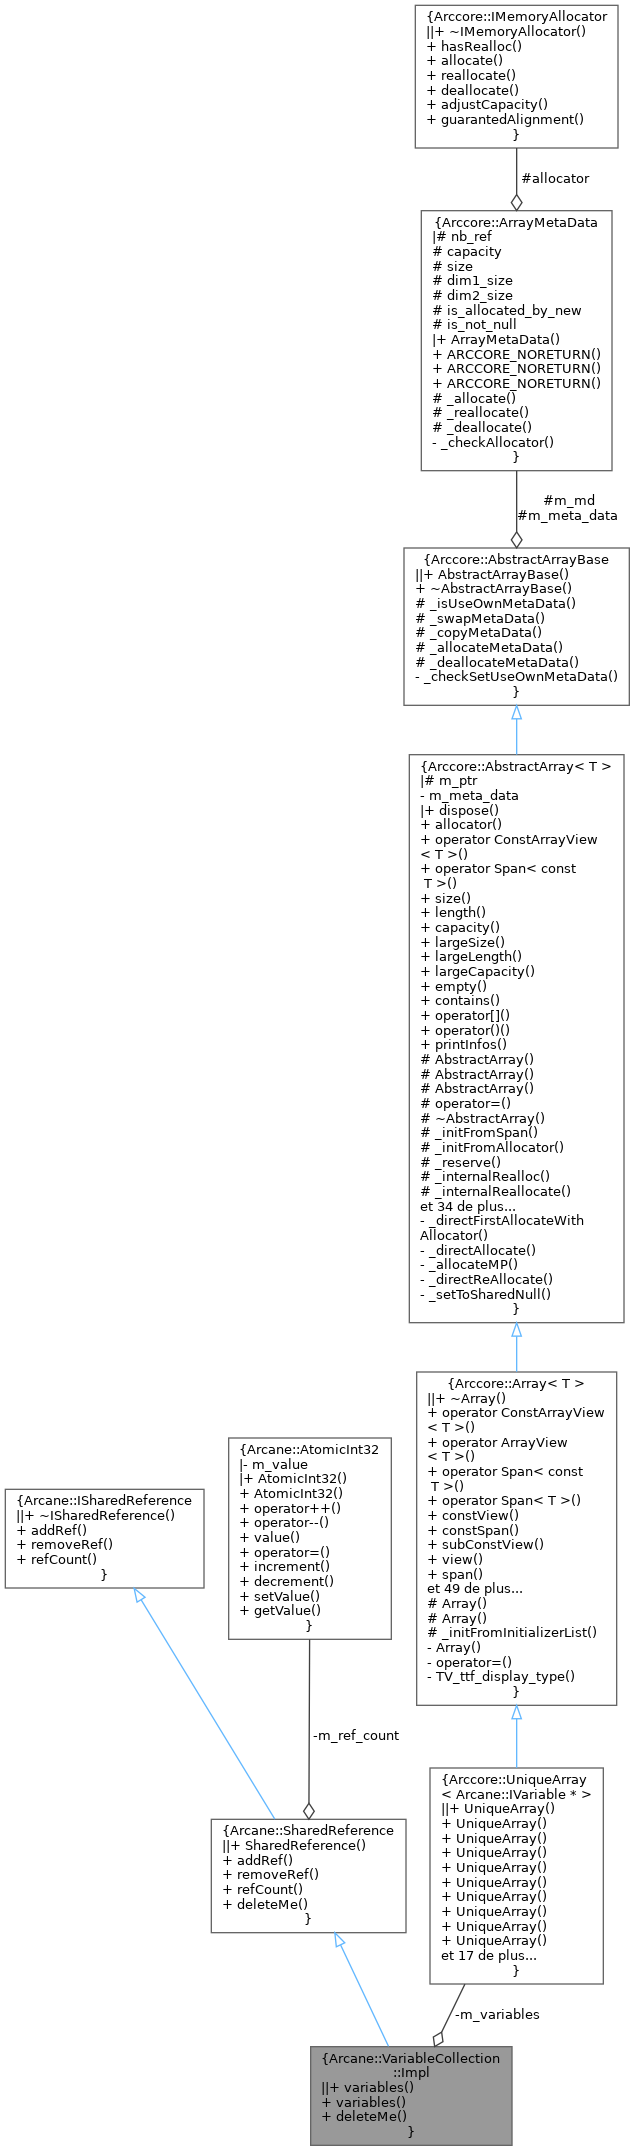 {Arccore::IMemoryAllocator
||+ ~IMemoryAllocator()
+ hasRealloc()
+ allocate()
+ reallocate()
+ deallocate()
+ adjustCapacity()
+ guarantedAlignment()
}
#allocator
{Arccore::ArrayMetaData
|# nb_ref
# capacity
# size
# dim1_size
# dim2_size
# is_allocated_by_new
# is_not_null
|+ ArrayMetaData()
+ ARCCORE_NORETURN()
+ ARCCORE_NORETURN()
+ ARCCORE_NORETURN()
# _allocate()
# _reallocate()
# _deallocate()
- _checkAllocator()
}
#m_md
#m_meta_data
{Arccore::AbstractArrayBase
||+ AbstractArrayBase()
+ ~AbstractArrayBase()
# _isUseOwnMetaData()
# _swapMetaData()
# _copyMetaData()
# _allocateMetaData()
# _deallocateMetaData()
- _checkSetUseOwnMetaData()
}
{Arccore::AbstractArray< T >
|# m_ptr
- m_meta_data
|+ dispose()
+ allocator()
+ operator ConstArrayView
< T >()
+ operator Span< const
T >()
+ size()
+ length()
+ capacity()
+ largeSize()
+ largeLength()
+ largeCapacity()
+ empty()
+ contains()
+ operator[]()
+ operator()()
+ printInfos()
# AbstractArray()
# AbstractArray()
# AbstractArray()
# operator=()
# ~AbstractArray()
# _initFromSpan()
# _initFromAllocator()
# _reserve()
# _internalRealloc()
# _internalReallocate()
et 34 de plus...
- _directFirstAllocateWith
Allocator()
- _directAllocate()
- _allocateMP()
- _directReAllocate()
- _setToSharedNull()
}
{Arccore::Array< T >
||+ ~Array()
+ operator ConstArrayView
< T >()
+ operator ArrayView
< T >()
+ operator Span< const
T >()
+ operator Span< T >()
+ constView()
+ constSpan()
+ subConstView()
+ view()
+ span()
et 49 de plus...
# Array()
# Array()
# _initFromInitializerList()
- Array()
- operator=()
- TV_ttf_display_type()
}
{Arcane::AtomicInt32
|- m_value
|+ AtomicInt32()
+ AtomicInt32()
+ operator++()
+ operator--()
+ value()
+ operator=()
+ increment()
+ decrement()
+ setValue()
+ getValue()
}
{Arcane::ISharedReference
||+ ~ISharedReference()
+ addRef()
+ removeRef()
+ refCount()
}
-m_ref_count
{Arccore::UniqueArray
< Arcane::IVariable * >
||+ UniqueArray()
+ UniqueArray()
+ UniqueArray()
+ UniqueArray()
+ UniqueArray()
+ UniqueArray()
+ UniqueArray()
+ UniqueArray()
+ UniqueArray()
+ UniqueArray()
et 17 de plus...
}
{Arcane::SharedReference
||+ SharedReference()
+ addRef()
+ removeRef()
+ refCount()
+ deleteMe()
}
-m_variables
{Arcane::VariableCollection
::Impl
||+ variables()
+ variables()
+ deleteMe()
}